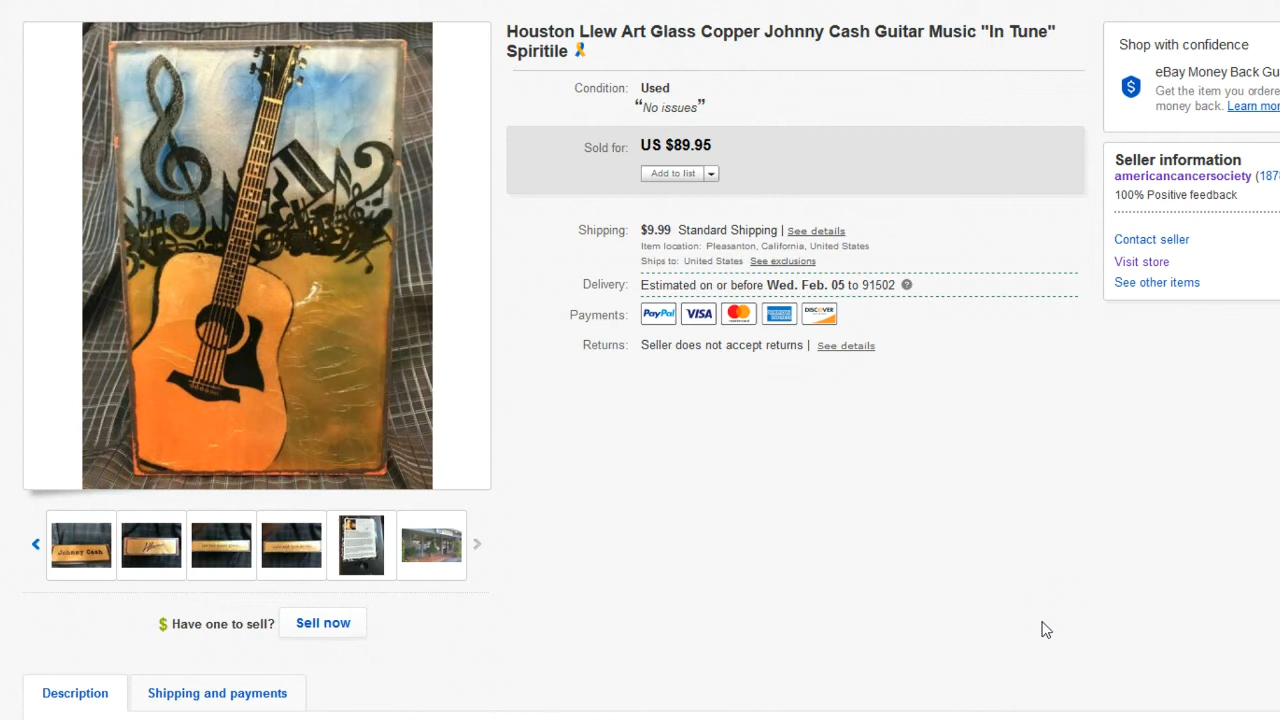 Houston Llew Art Glass Copper Johnny Cash Guitar Music "In Tune"
Spiritile
Condition: Used
“No issues”
Sold for: US $89.95
Add to list
Shipping: $9.99 Standard Shipping | See details
Item location: Pleasanton, California, United States
Ships to: United States See exclusions
Delivery: Estimated on or before Wed. Feb. 05 to 91502 ?
Payments: PayPal VISA DISCOVER
Returns: Seller does not accept returns | See details
Shop with confidence
eBay Money Back Gu
Get the item you ordere
money back. Learn mor
Seller information
americancancersociety (187
100% Positive feedback
Contact seller
Visit store
See other items
Johnny Cash
$ Have one to sell? Sell now
Description
Shipping and payments